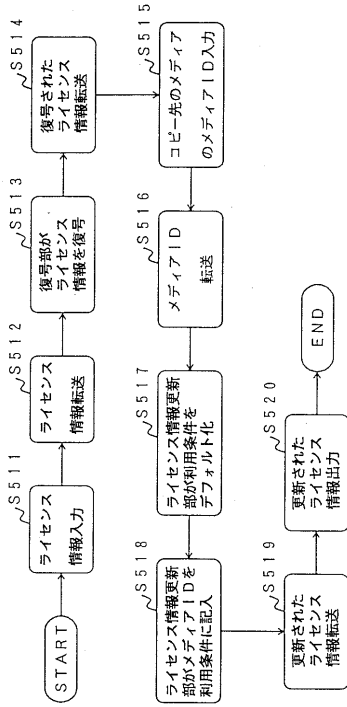 START
S511
ライセンス
情報入力
S512
ライセンス
情報転送
S513
復号部が
ライセンス
情報を復号
S514
復号された
ライセンス
情報転送
S515
コピー先のメディア
のメディアID入力
S516
メディアID
転送
S517
ライセンス情報更新
部が利用条件を
デフォルト化
S518
ライセンス情報更新
部がメディアIDを
利用条件に記入
S519
更新された
ライセンス
情報転送
S520
更新された
ライセンス
情報出力
END